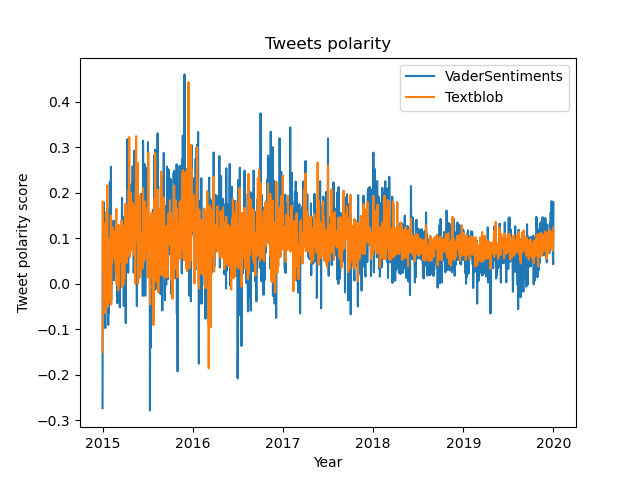 Tweets polarity
VaderSentiments
Textblob
Tweet polarity score
0.4
0.3
0.2
0.1
0.0
−0.1
−0.2
−0.3
2015 2016 2017 2018 2019 2020
Year